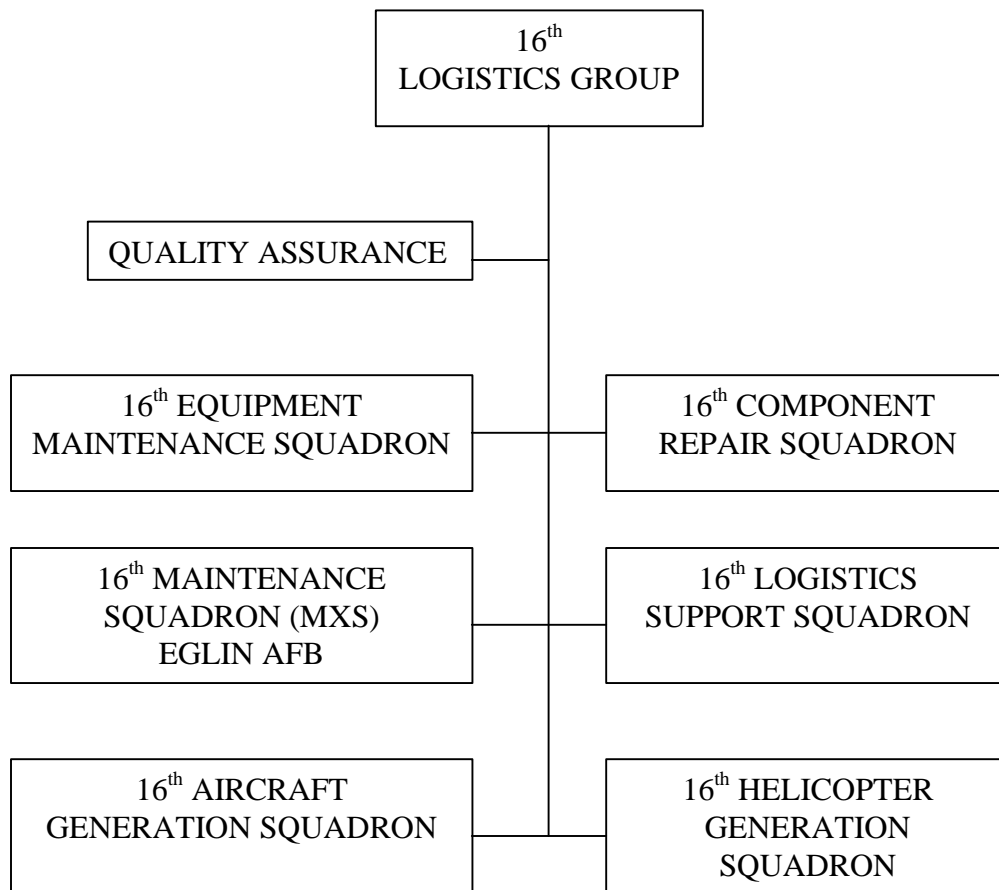 16th
LOGISTICS GROUP
QUALITY ASSURANCE
16th EQUIPMENT
MAINTENANCE SQUADRON
16th COMPONENT
REPAIR SQUADRON
16th MAINTENANCE
SQUADRON (MXS)
EGLIN AFB
16th LOGISTICS
SUPPORT SQUADRON
16th AIRCRAFT
GENERATION SQUADRON
16th HELICOPTER
GENERATION
SQUADRON